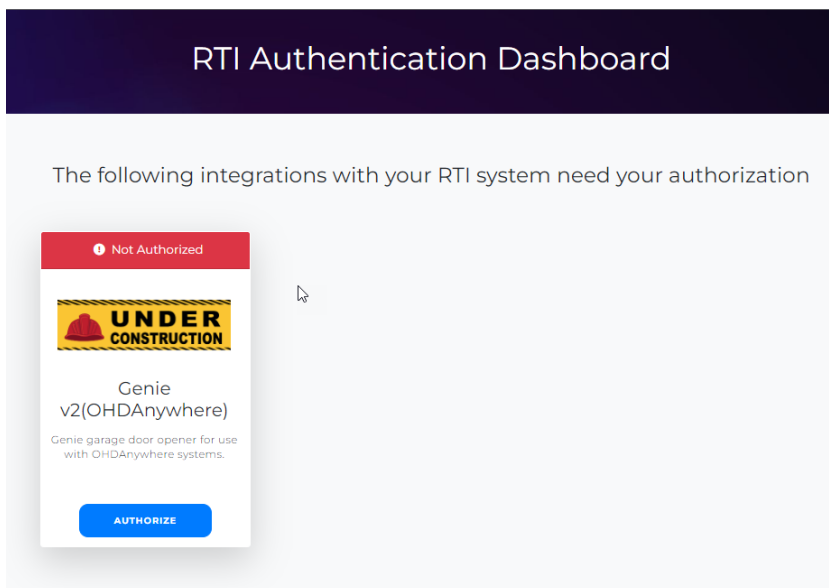 RTI Authentication Dashboard
The following integrations with your RTI system need your authorization
Not Authorized
UNDER
CONSTRUCTION
Genie
v2(OHDAnywhere)
Genie garage door opener for use
with OHDAnywhere systems.
AUTHORIZE